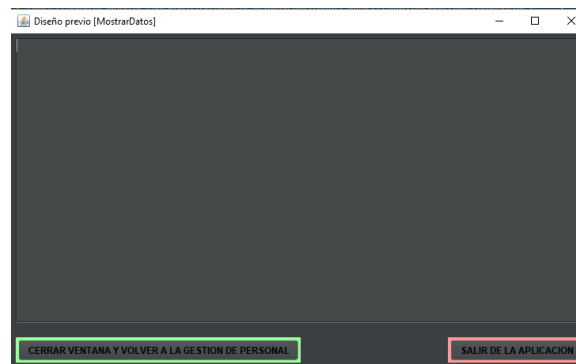 Diseño previo [MostrarDatos]
CERRAR VENTANA Y VOLVER A LA GESTION DE PERSONAL
SALIR DE LA APLICACION